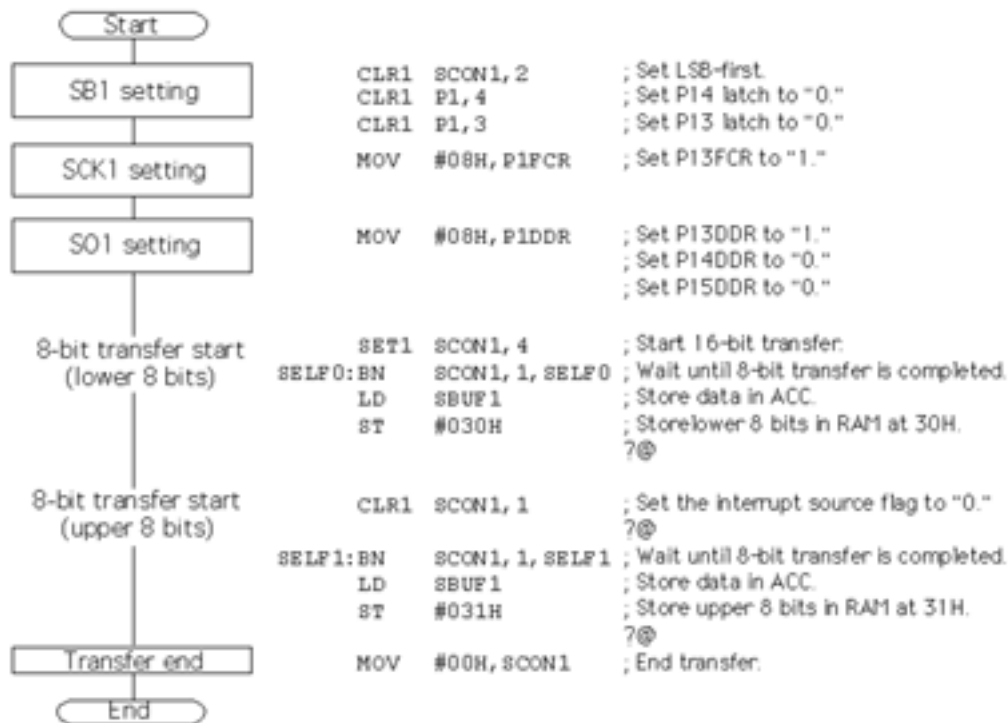 Start
SB1 setting
CLR1 SCON1,2 ; Set LSB-first.
CLR1 P1,4 ; Set P14 latch to "0."
CLR1 P1,3 ; Set P13 latch to "0."
SCK1 setting
MOV #08H,P1FCR ; Set P13FCR to "1."
SO1 setting
MOV #08H,P1DDR ; Set P13DDR to "1."
; Set P14DDR to "0."
; Set P15DDR to "0."
8-bit transfer start
(lower 8 bits)
SET1 SCON1,4 ; Start 16-bit transfer.
SELF0:BN SCON1,1,SELF0 ; Wait until 8-bit transfer is completed.
LD SBUF1 ; Store data in ACC.
ST #030H ; Storelower 8 bits in RAM at 30H.
?@
8-bit transfer start
(upper 8 bits)
CLR1 SCON1,1 ; Set the interrupt source flag to "0."
?@
SELF1:BN SCON1,1,SELF1 ; Wait until 8-bit transfer is completed.
LD SBUF1 ; Store data in ACC.
ST #031H ; Store upper 8 bits in RAM at 31H.
?@
Transfer end
MOV #00H,SCON1 ; End transfer.
End